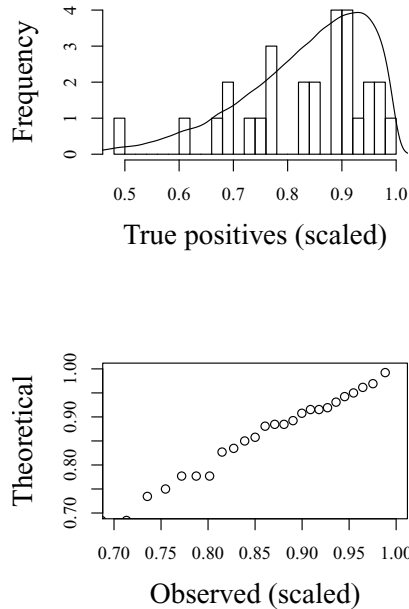 Frequency
4
3
2
1
0
0.5 0.6 0.7 0.8 0.9 1.0
True positives (scaled)
Theoretical
1.00
0.90
0.80
0.70
0.70 0.75 0.80 0.85 0.90 0.95 1.00
Observed (scaled)